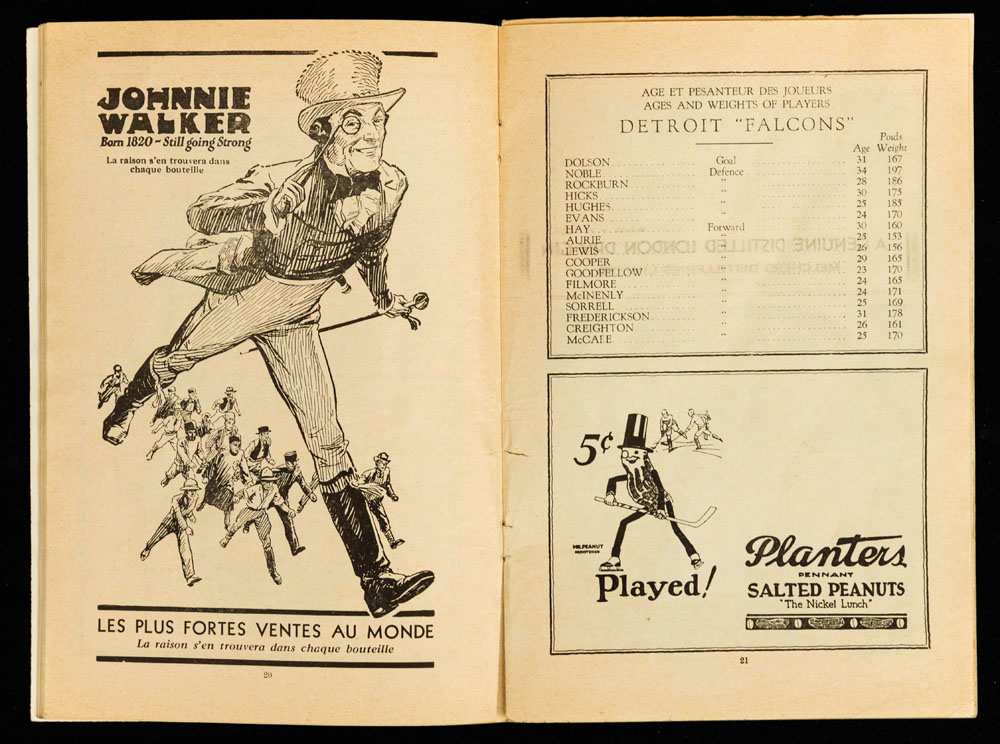 JOHNNIE
WALKER
Born 1820 - Still going Strong
La raison s'en trouvera dans
chaque bouteille
LES PLUS FORTES VENTES AU MONDE
La raison s'en trouvera dans chaque bouteille
20
AGE ET PESANTEUR DES JOUEURS
AGES AND WEIGHTS OF PLAYERS
DETROIT "FALCONS"
Poids
Age Weight
DOLSON Goal 31 167
NOBLE Defence 34 197
ROCKBURN " 28 186
HICKS " 30 175
HUGHES " 25 185
EVANS " 24 170
HAY Forward 30 160
AURIE " 25 153
LEWIS " 26 156
COOPER " 29 165
GOODFELLOW " 23 170
FILMORE " 24 165
McINENLY " 24 171
SORRELL " 25 169
FREDERICKSON " 31 178
CREIGHTON " 26 161
McCABE " 25 170
5¢
MR. PEANUT
REGISTERED
Played!
Planters
PENNANT
SALTED PEANUTS
"The Nickel Lunch"
21